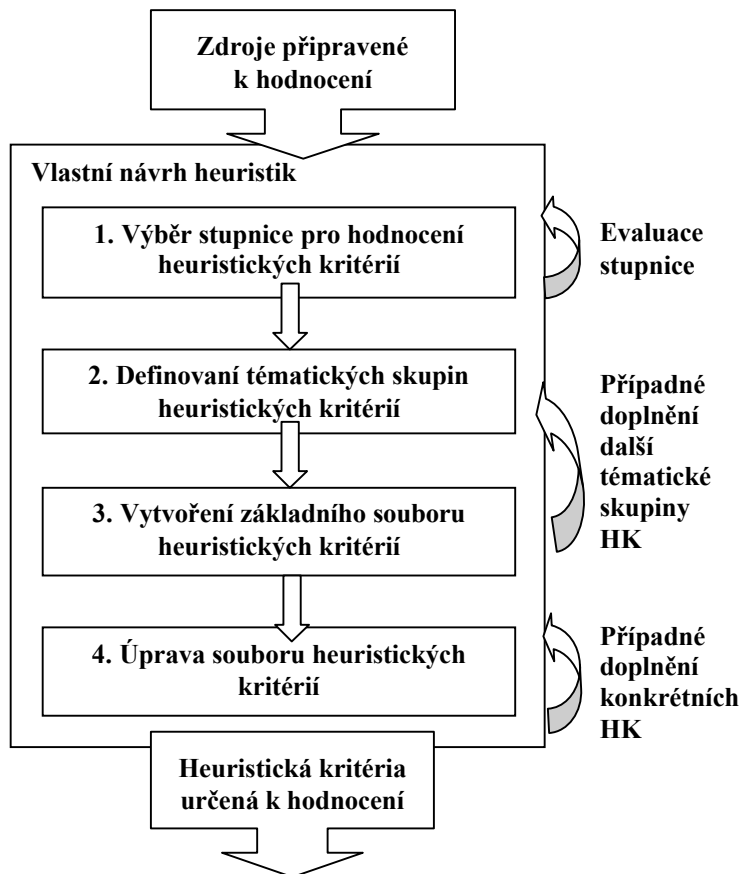 Zdroje připravené
k hodnocení
Vlastní návrh heuristik
1. Výběr stupnice pro hodnocení
heuristických kritérií
Evaluace
stupnice
2. Definovaní tématických skupin
heuristických kritérií
Případné
doplnění
další
tématické
skupiny
HK
3. Vytvoření základního souboru
heuristických kritérií
4. Úprava souboru heuristických
kritérií
Případné
doplnění
konkrétních
HK
Heuristická kritéria
určená k hodnocení